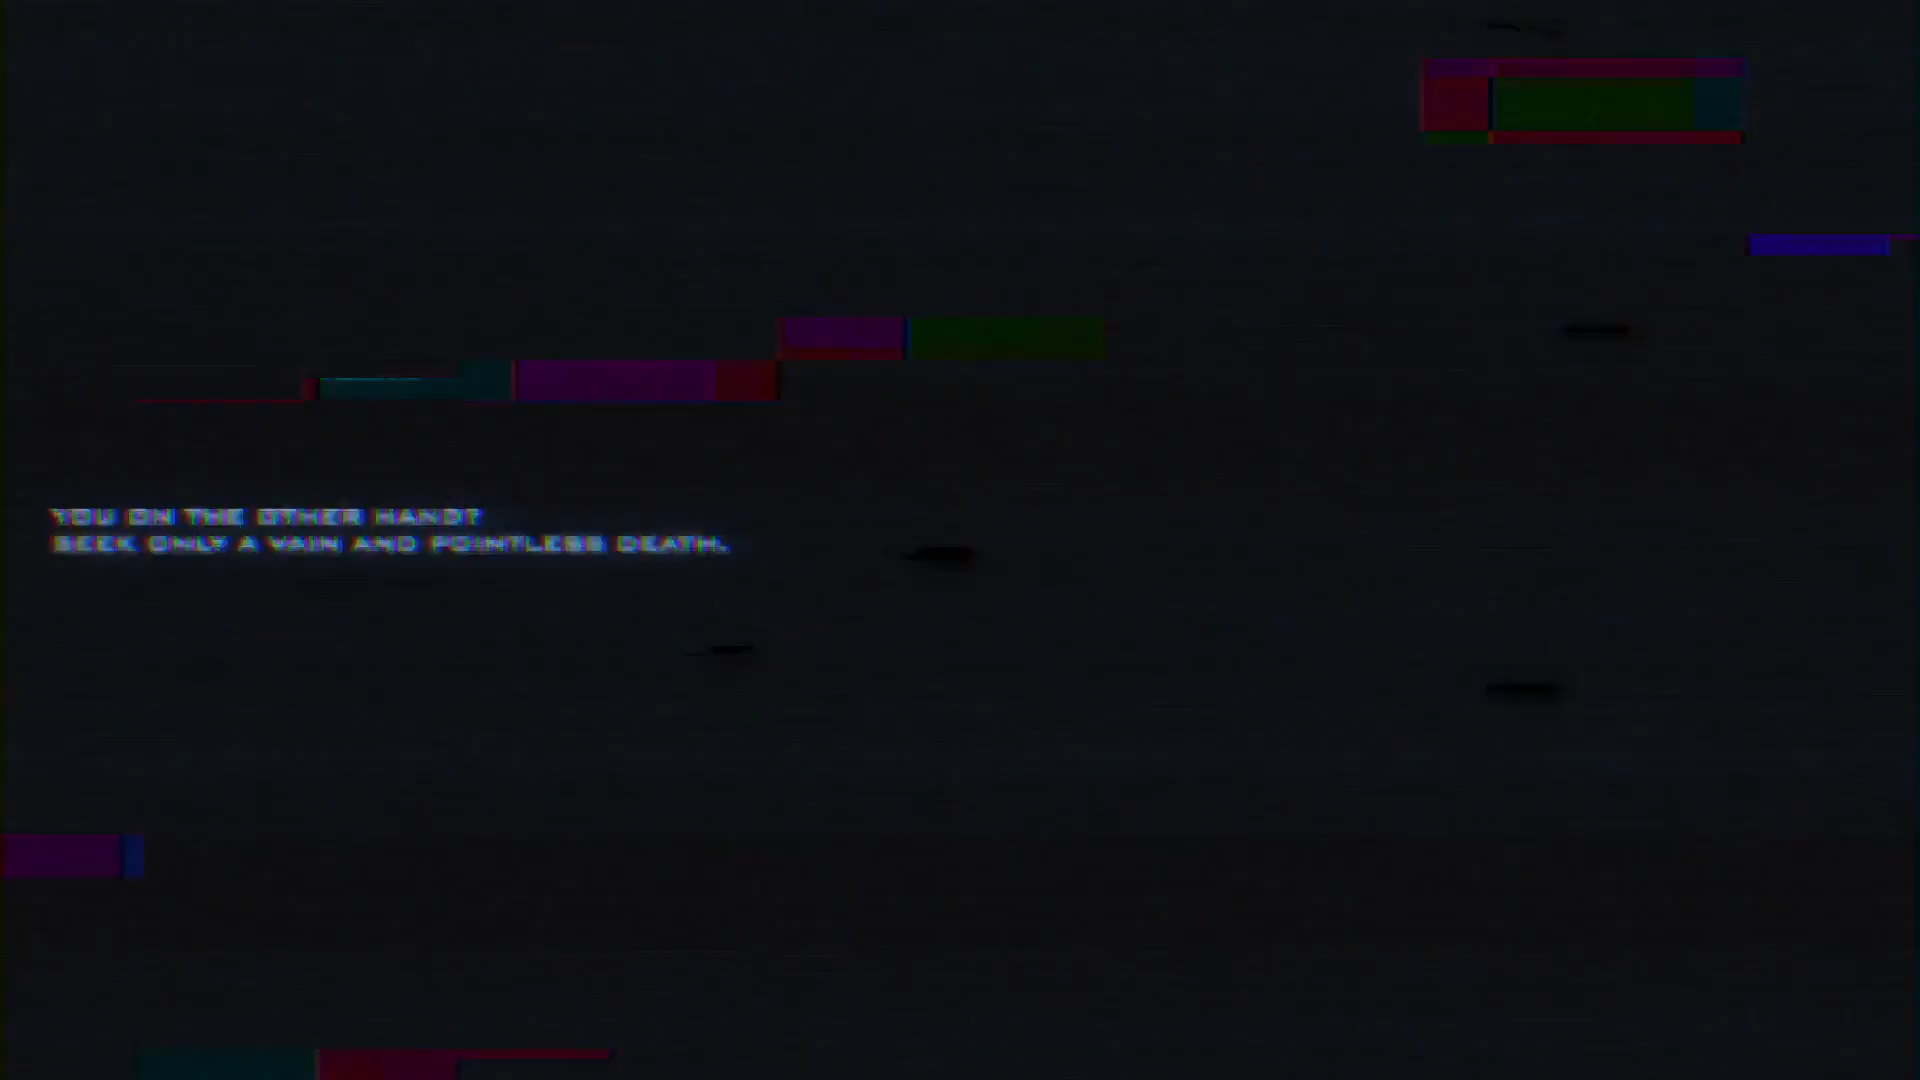 YOU ON THE OTHER HAND?
SEEK ONLY A VAIN AND POINTLESS DEATH.